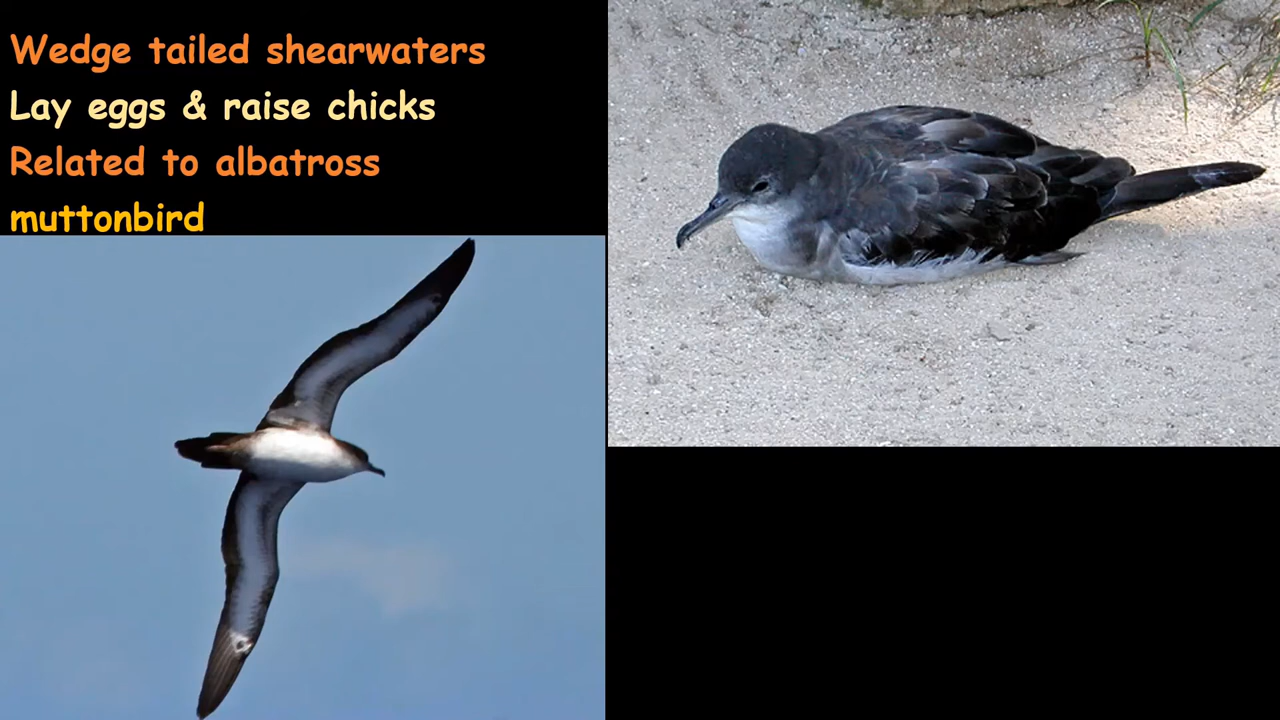 Wedge tailed shearwaters
Lay eggs & raise chicks
Related to albatross
muttonbird